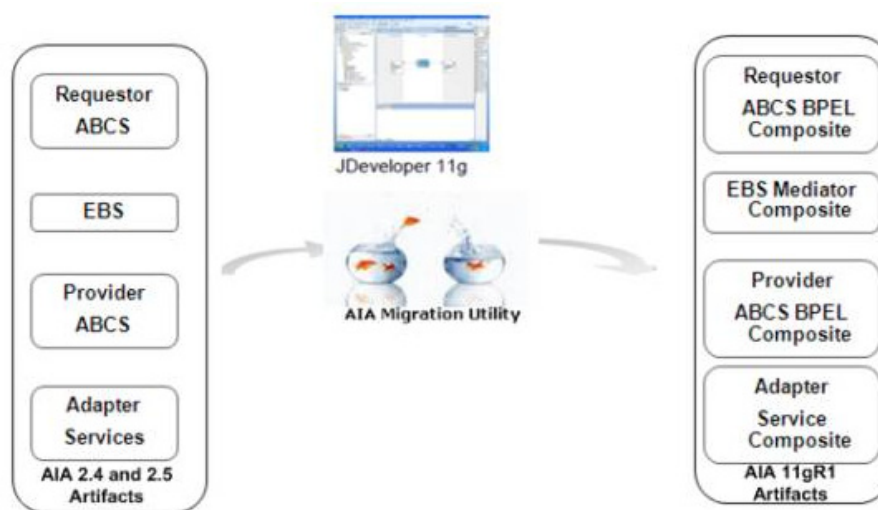 Requestor
ABCS
EBS
Provider
ABCS
Adapter
Services
AIA 2.4 and 2.5
Artifacts
JDeveloper 11g
AIA Migration Utility
Requestor
ABCS BPEL
Composite
EBS Mediator
Composite
Provider
ABCS BPEL
Composite
Adapter
Service
Composite
AIA 11gR1
Artifacts